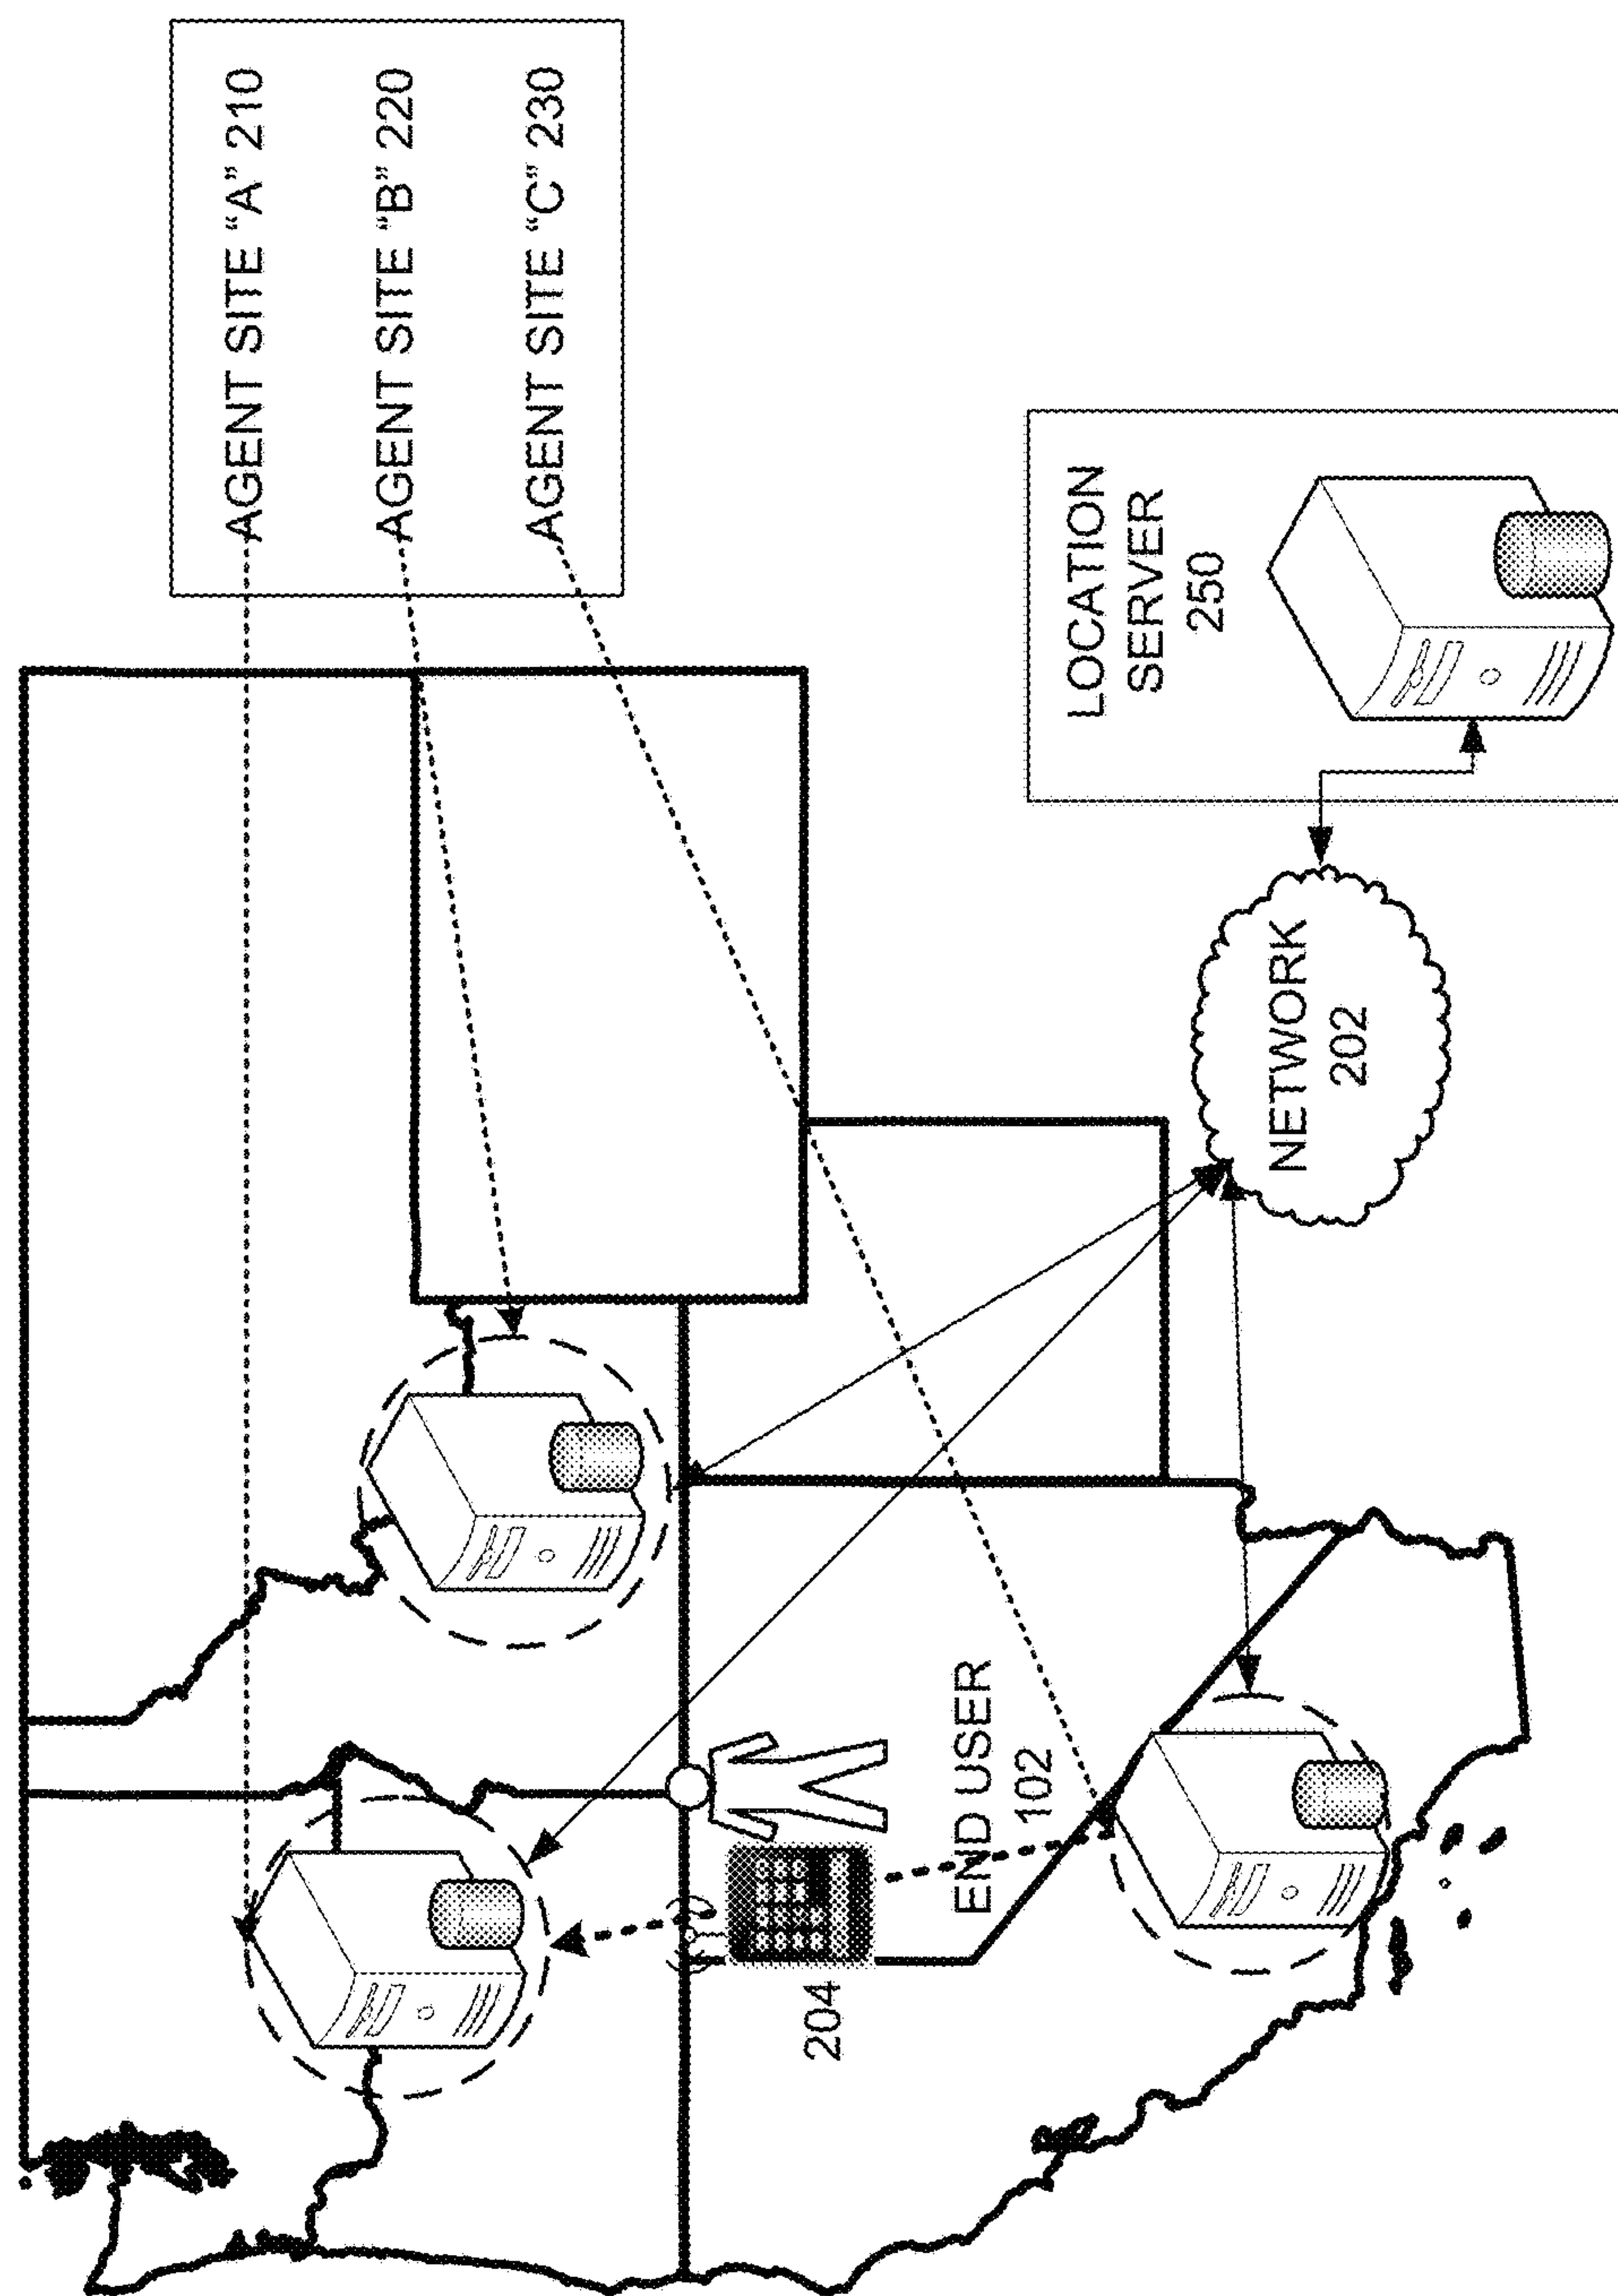 AGENT SITE “A” 210
AGENT SITE “B” 220
AGENT SITE “C” 230
LOCATION
SERVER
250
NETWORK
202
END USER
102
204